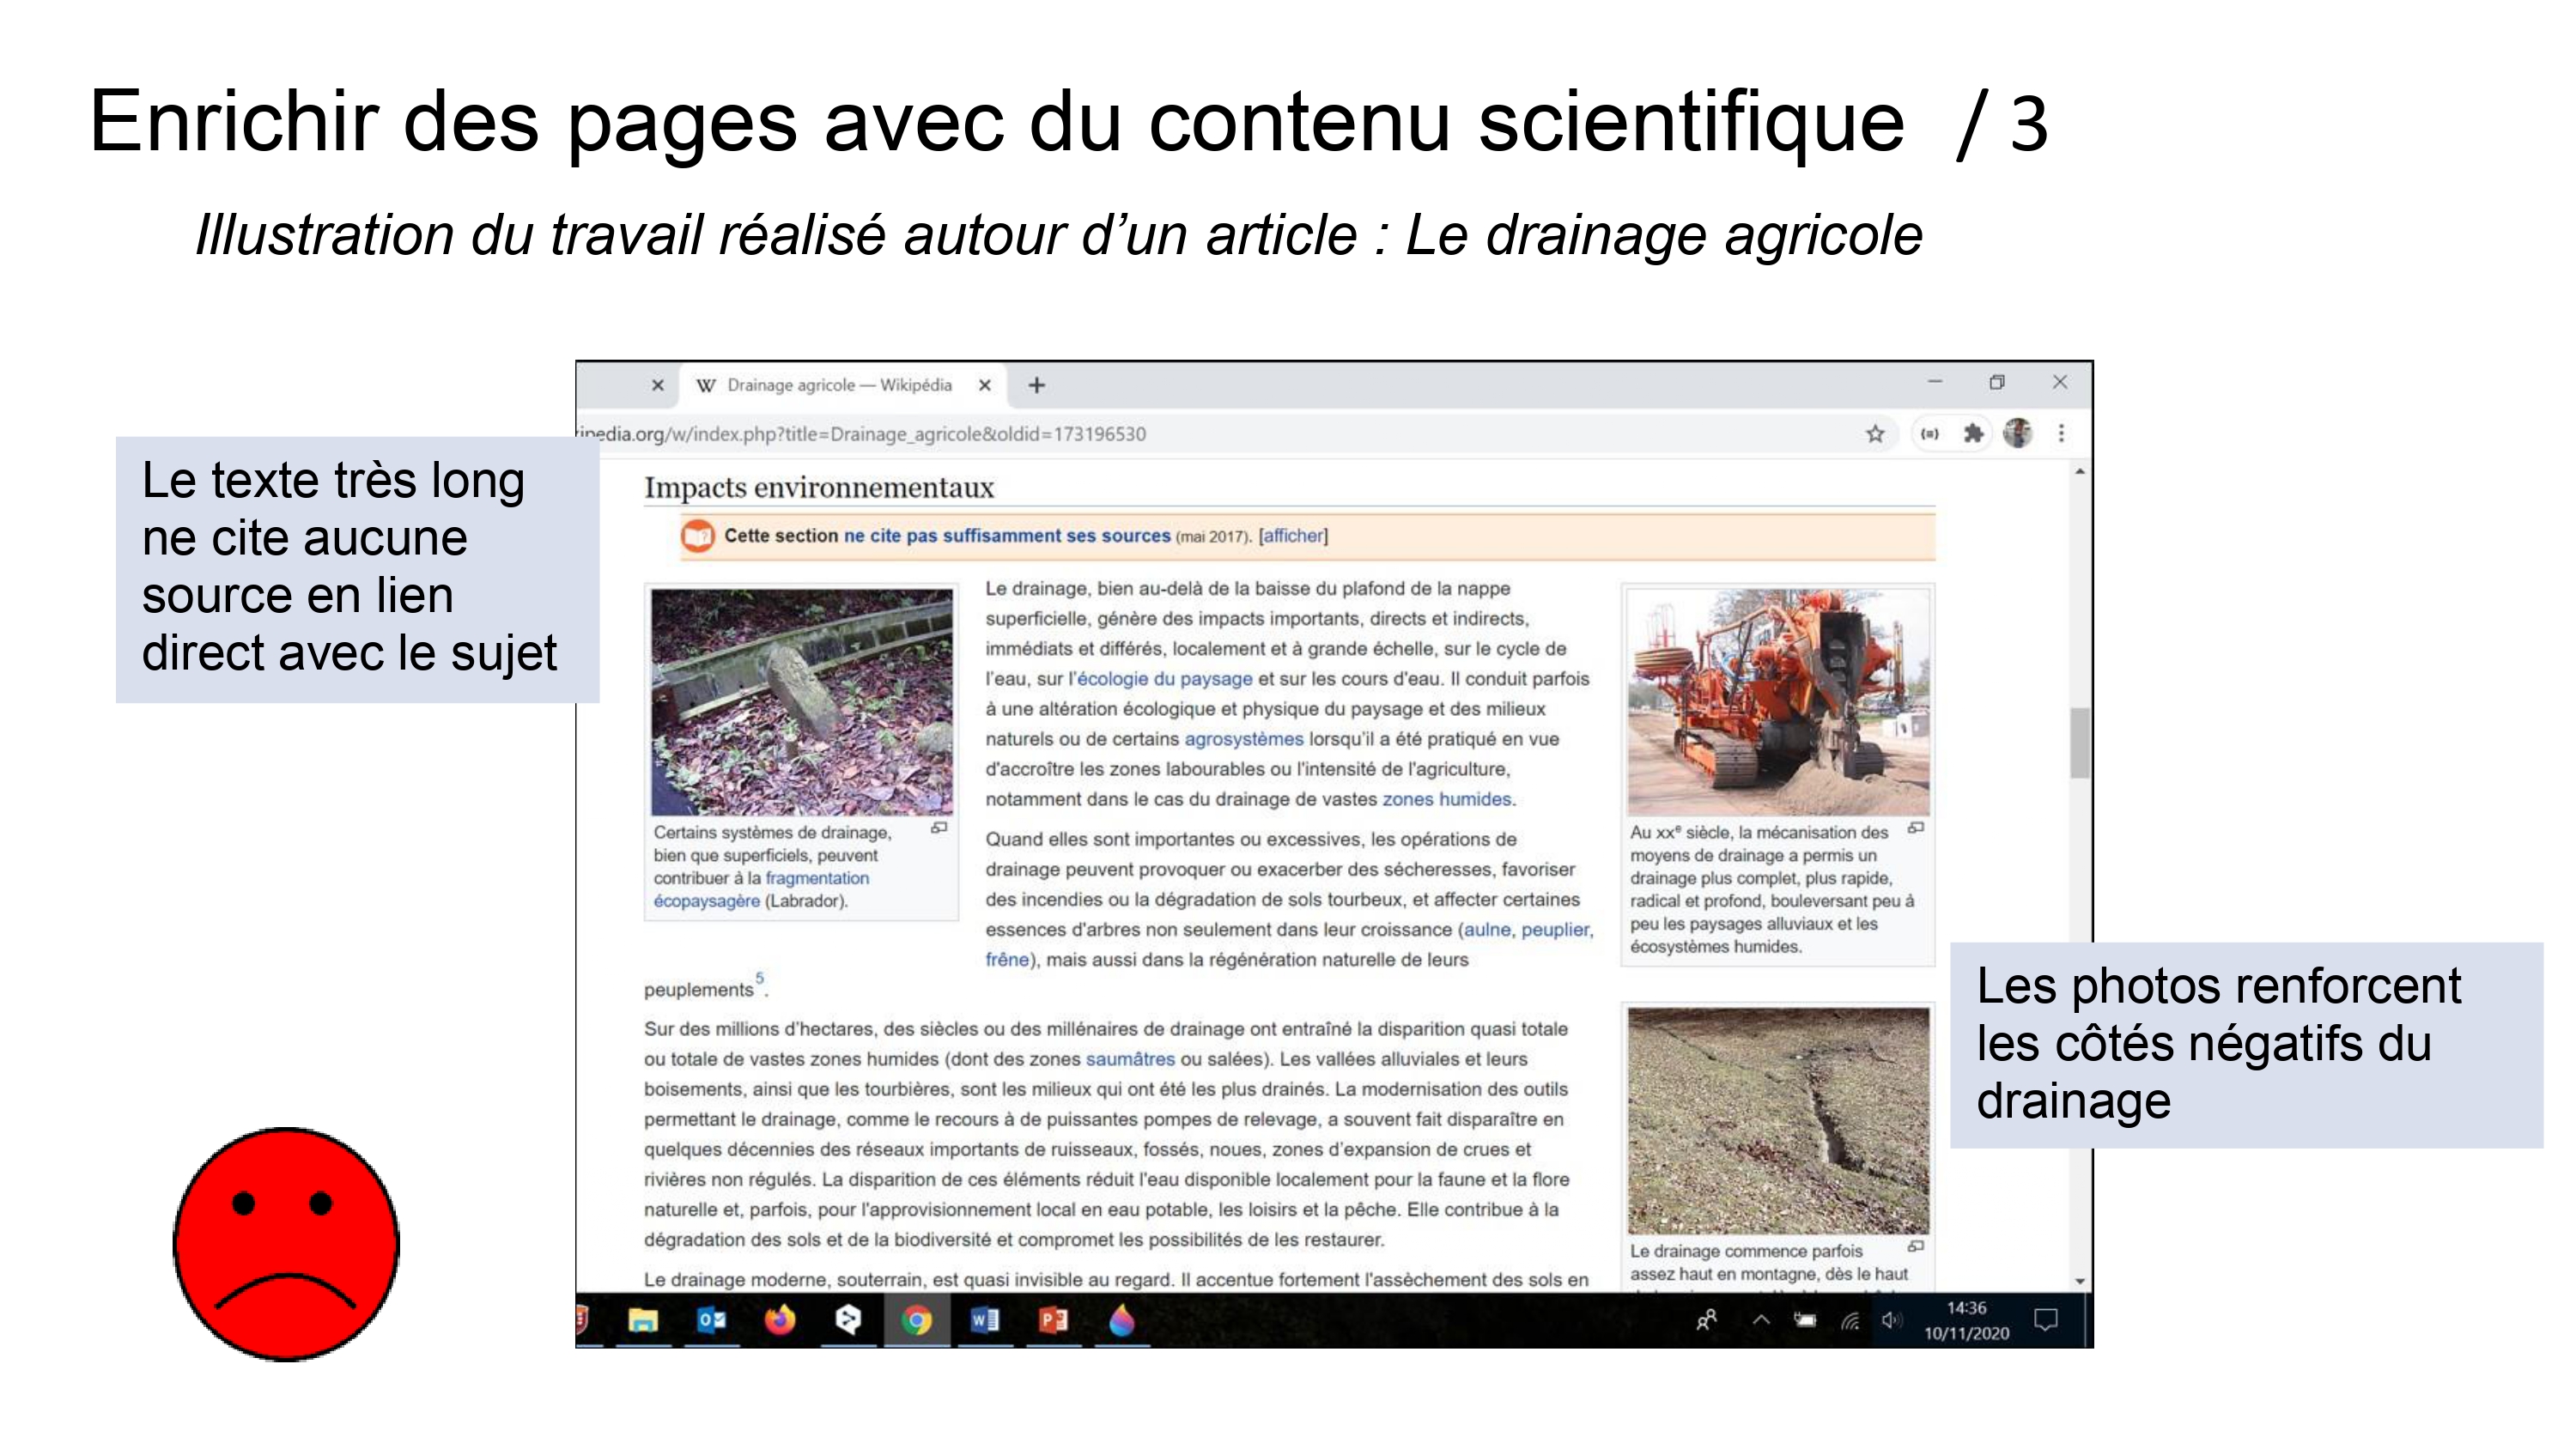 Enrichir des pages avec du contenu scientifique / 3
Illustration du travail réalisé autour d’un article : Le drainage agricole
Drainage agricole — Wikipédia
ipedia.org/w/index.php?title=Drainage_agricole&oldid=173196530
Le texte très long
ne cite aucune
source en lien
direct avec le sujet
Impacts environnementaux
Cette section ne cite pas suffisamment ses sources (mai 2017). [afficher]
Certains systèmes de drainage,
bien que superficiels, peuvent
contribuer à la fragmentation
écopaysagère (Labrador).
Le drainage, bien au-delà de la baisse du plafond de la nappe
superficielle, génère des impacts importants, directs et indirects,
immédiats et différés, localement et à grande échelle, sur le cycle de
l'eau, sur l'écologie du paysage et sur les cours d'eau. Il conduit parfois
à une altération écologique et physique du paysage et des milieux
naturels ou de certains agrosystèmes lorsqu'il a été pratiqué en vue
d'accroître les zones labourables ou l'intensité de l'agriculture,
notamment dans le cas du drainage de vastes zones humides.
Quand elles sont importantes ou excessives, les opérations de
drainage peuvent provoquer ou exacerber des sécheresses, favoriser
des incendies ou la dégradation de sols tourbeux, et affecter certaines
essences d'arbres non seulement dans leur croissance (aulne, peuplier,
frêne), mais aussi dans la régénération naturelle de leurs
peuplements5.
Au xxe siècle, la mécanisation des
moyens de drainage a permis un
drainage plus complet, plus rapide,
radical et profond, bouleversant peu à
peu les paysages alluviaux et les
écosystèmes humides.
Sur des millions d'hectares, des siècles ou des millénaires de drainage ont entraîné la disparition quasi totale
ou totale de vastes zones humides (dont des zones saumâtres ou salées). Les vallées alluviales et leurs
boisements, ainsi que les tourbières, sont les milieux qui ont été les plus drainés. La modernisation des outils
permettant le drainage, comme le recours à de puissantes pompes de relevage, a souvent fait disparaître en
quelques décennies des réseaux importants de ruisseaux, fossés, noues, zones d'expansion de crues et
rivières non régulés. La disparition de ces éléments réduit l'eau disponible localement pour la faune et la flore
naturelle et, parfois, pour l'approvisionnement local en eau potable, les loisirs et la pêche. Elle contribue à la
dégradation des sols et de la biodiversité et compromet les possibilités de les restaurer.
Le drainage moderne, souterrain, est quasi invisible au regard. Il accentue fortement l'assèchement des sols en
Le drainage commence parfois
assez haut en montagne, dès le haut
Les photos renforcent
les côtés négatifs du
drainage
14:36
10/11/2020